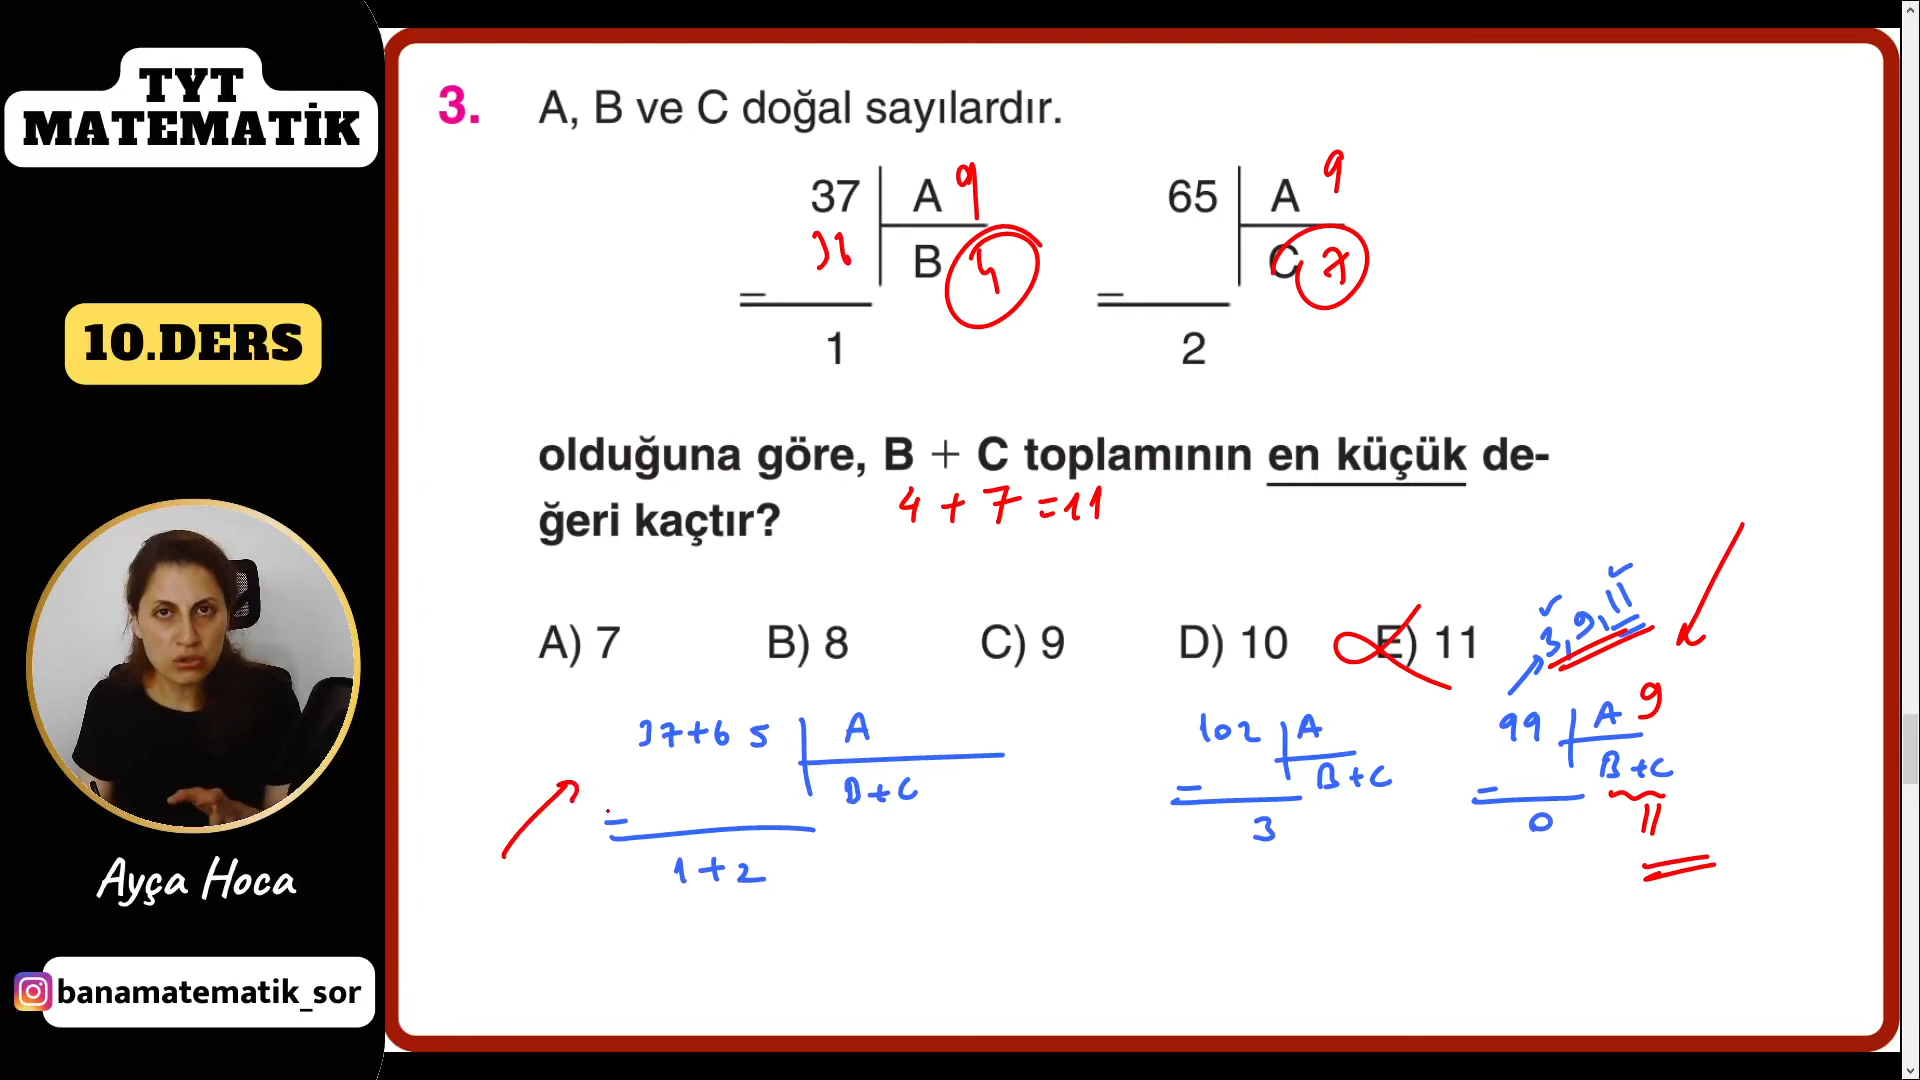 TYT
MATEMATİK
10.DERS
Ayça Hoca
banamatematik_sor
3. A, B ve C doğal sayılardır.
37 A 9
36 B 4
1
65 A 9
C 7
2
olduğuna göre, B + C toplamının en küçük de-
ğeri kaçtır?
4 + 7 = 11
A) 7 B) 8 C) 9 D) 10 E) 11
3, 9, 11
37+65 A
B+C
1+2
102 A
B+C
3
99 A 9
B+C
0 11